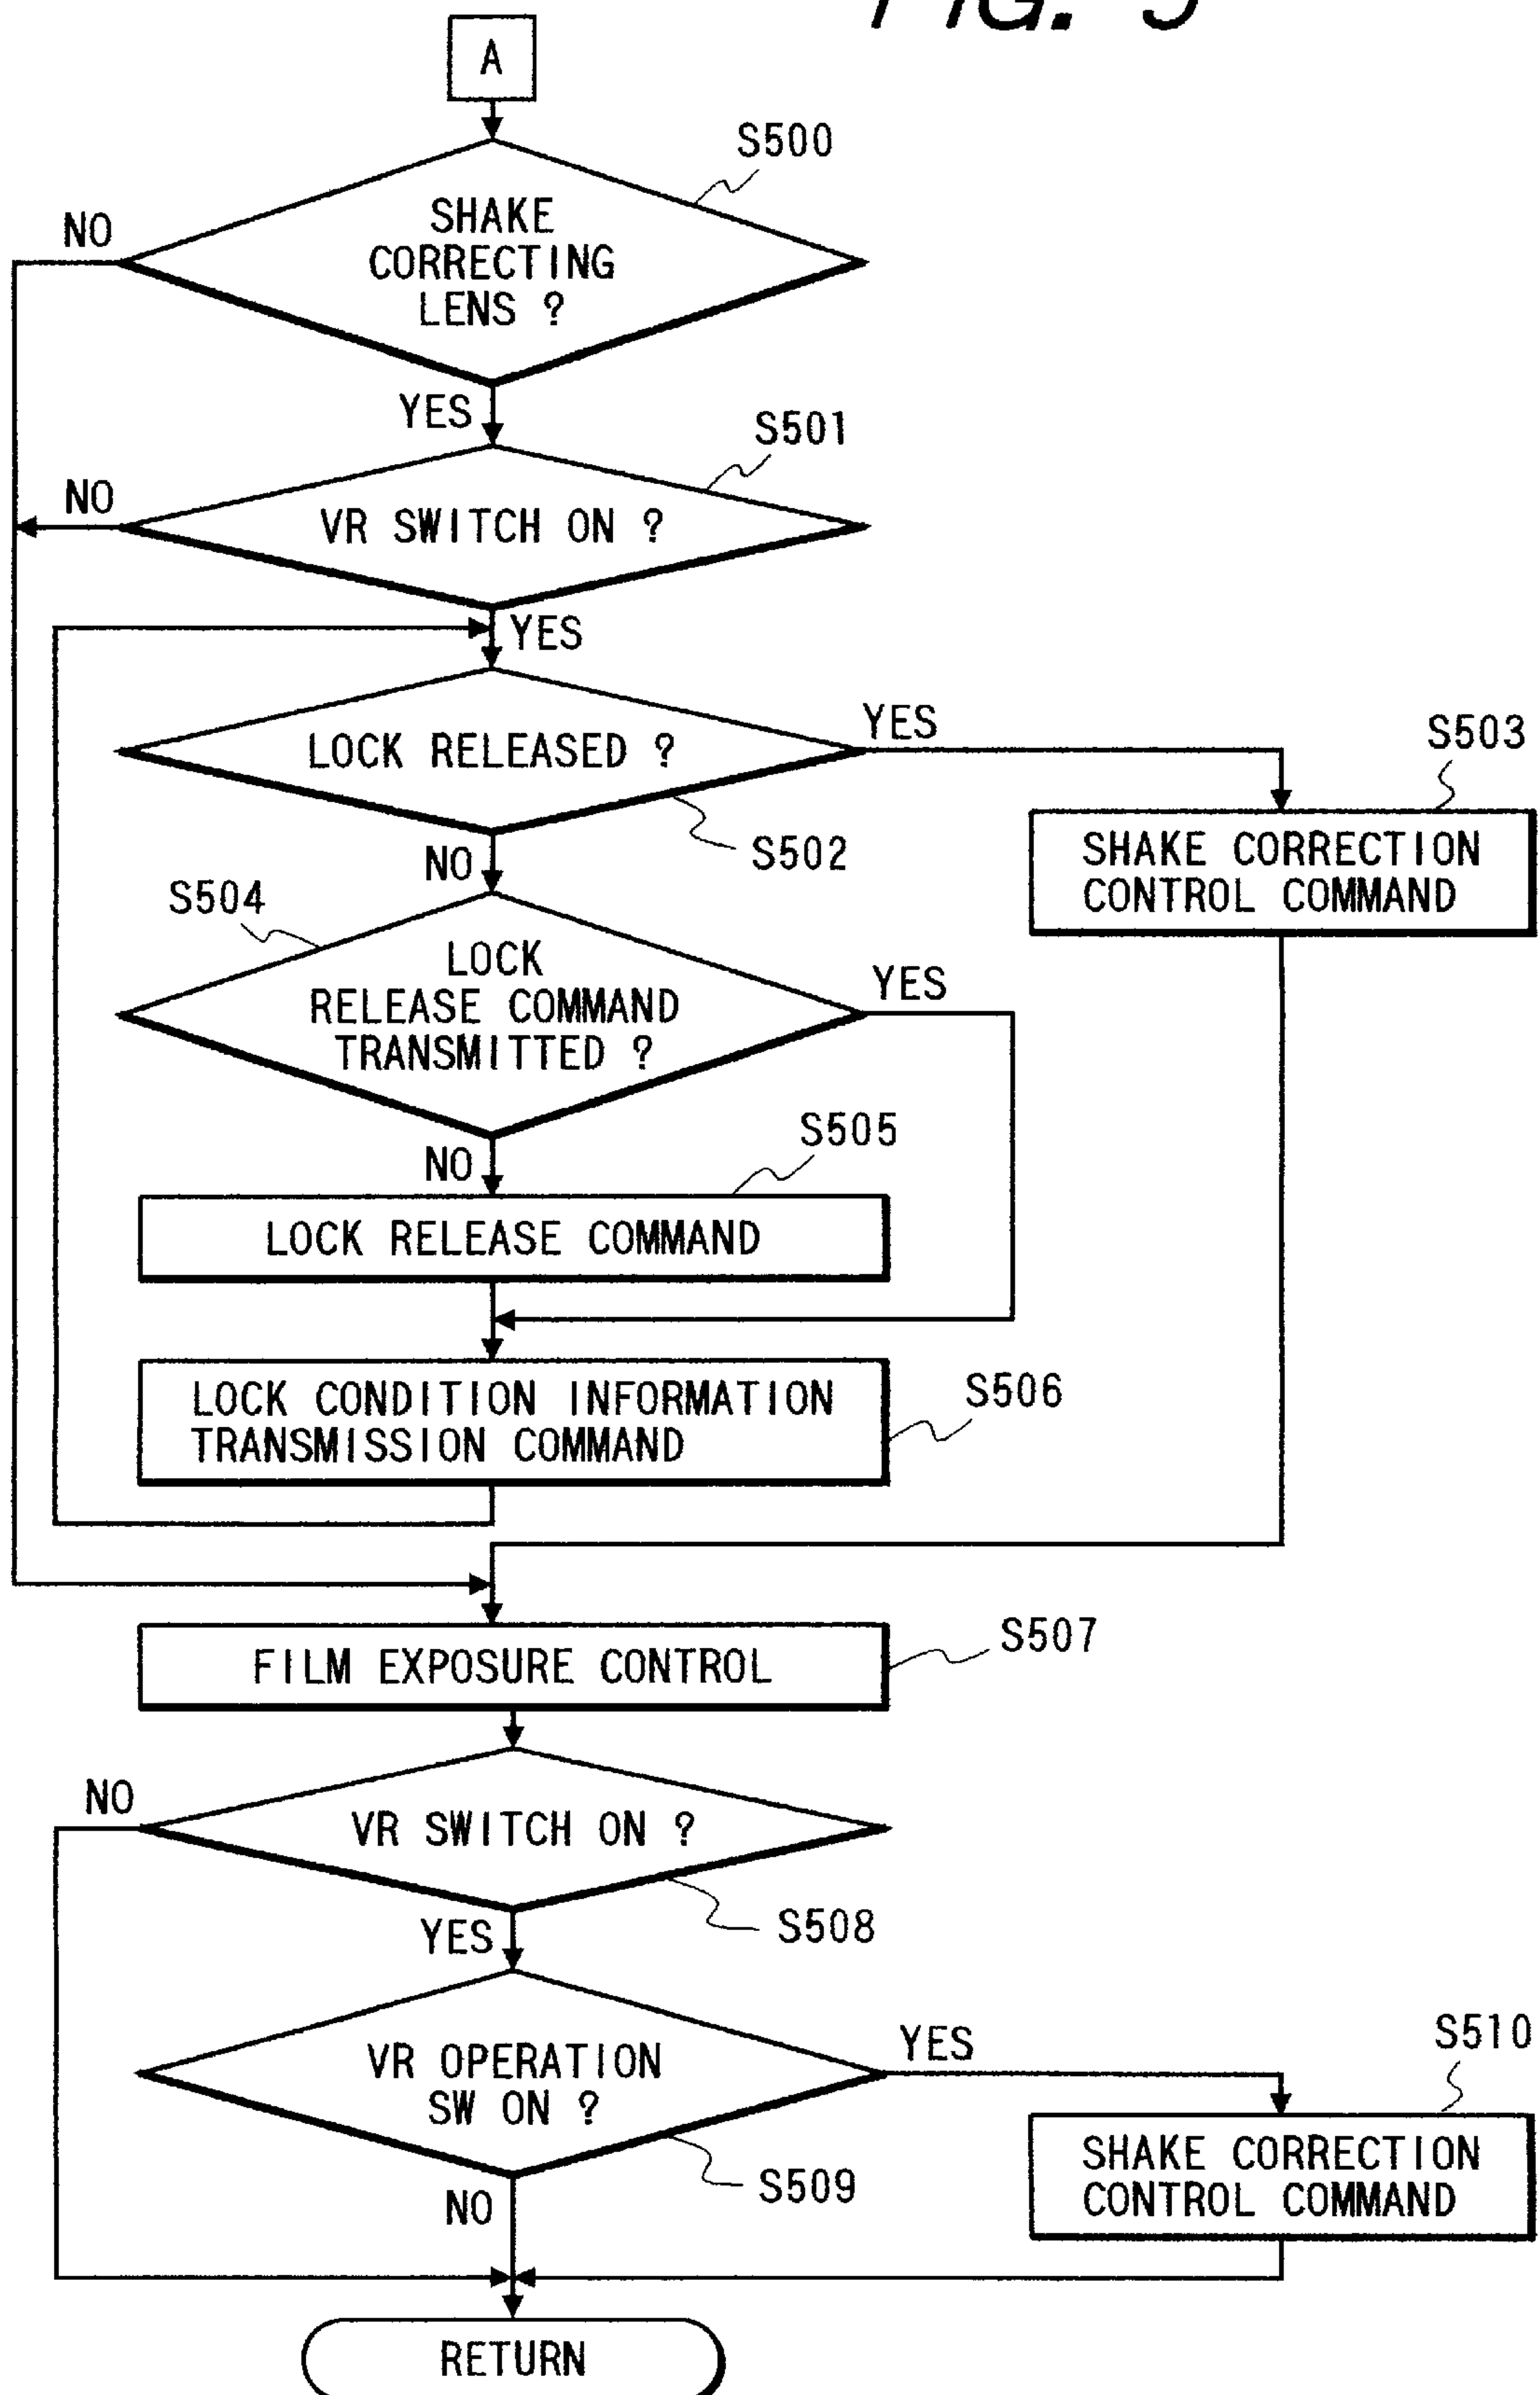 FIG. 5
A
S500
SHAKE
CORRECTING
LENS ?
NO
YES
S501
VR SWITCH ON ?
NO
YES
LOCK RELEASED ?
YES
S502
S503
SHAKE CORRECTION
CONTROL COMMAND
NO
S504
LOCK
RELEASE COMMAND
TRANSMITTED ?
YES
NO
S505
LOCK RELEASE COMMAND
LOCK CONDITION INFORMATION
TRANSMISSION COMMAND
S506
FILM EXPOSURE CONTROL
S507
VR SWITCH ON ?
NO
S508
YES
VR OPERATION
SW ON ?
YES
S509
S510
SHAKE CORRECTION
CONTROL COMMAND
NO
RETURN